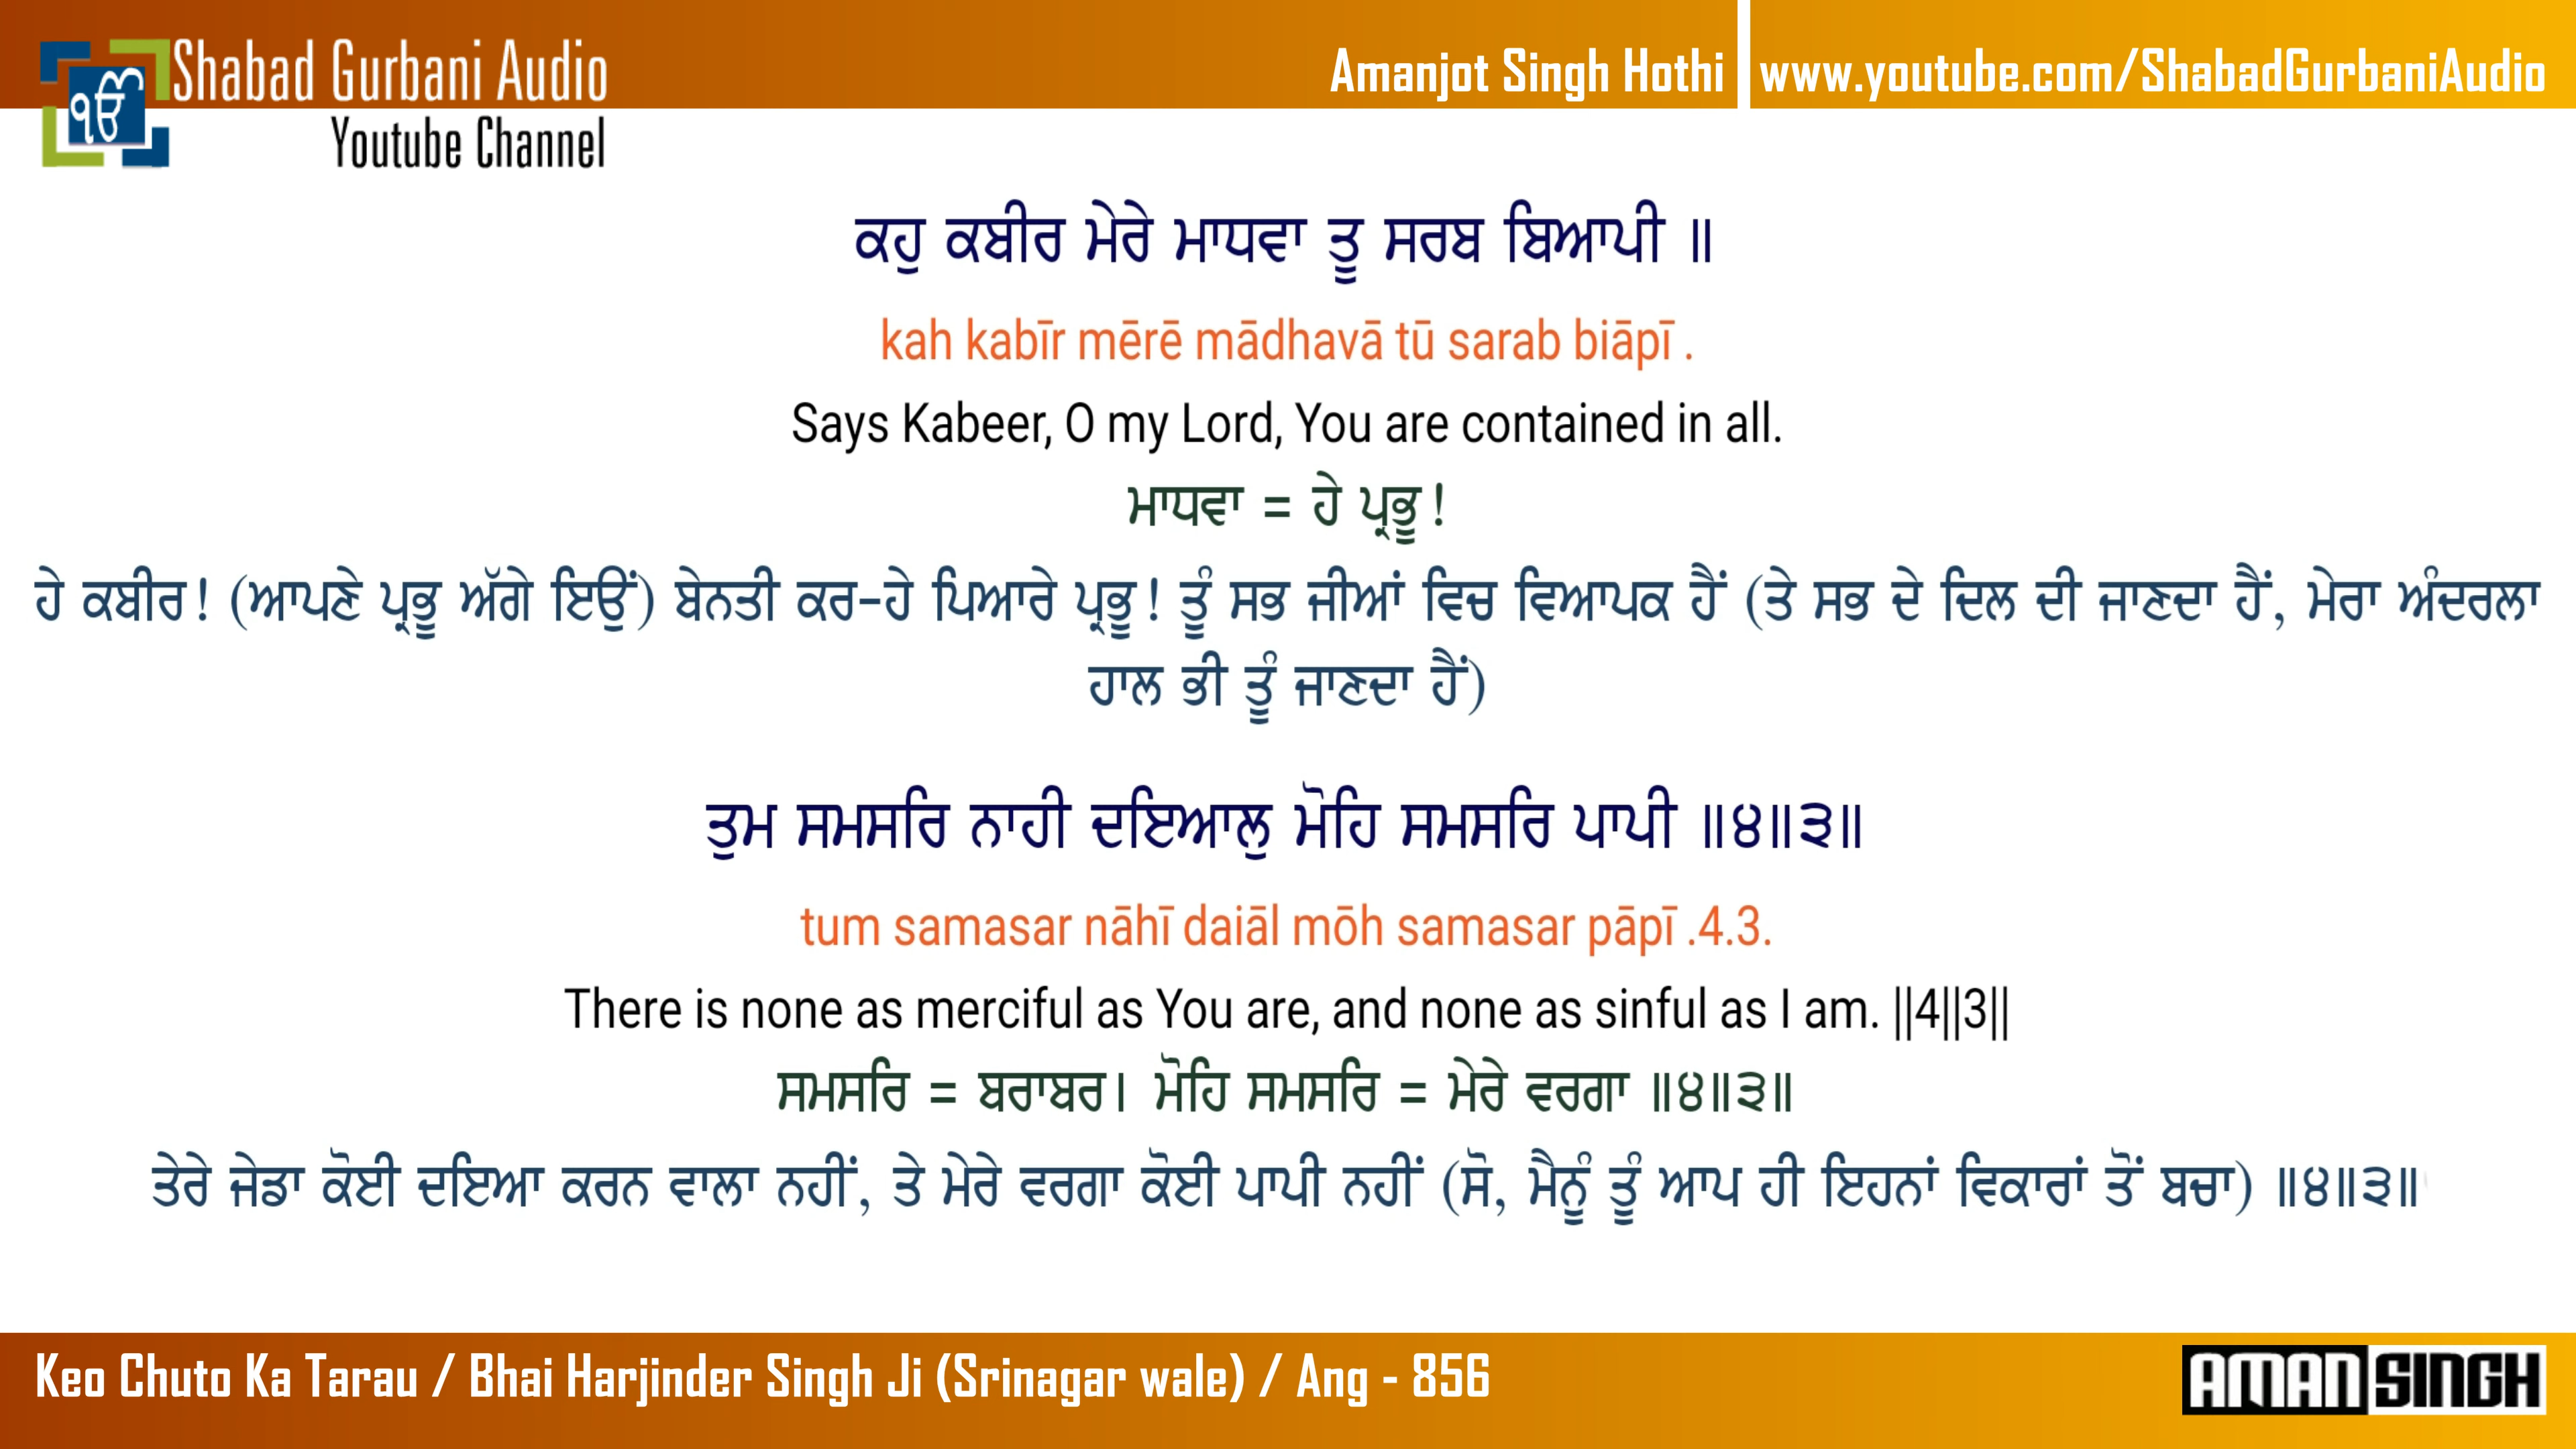 Shabad Gurbani Audio
Youtube Channel
ੴ
Amanjot Singh Hothi
www.youtube.com/ShabadGurbaniAudio
ਕਹੁ ਕਬੀਰ ਮੇਰੇ ਮਾਧਵਾ ਤੂ ਸਰਬ ਬਿਆਪੀ ॥
kah kabīr mērē mādhavā tū sarab biāpī .
Says Kabeer, O my Lord, You are contained in all.
ਮਾਧਵਾ = ਹੇ ਪ੍ਰਭੂ!
ਹੇ ਕਬੀਰ! (ਆਪਣੇ ਪ੍ਰਭੂ ਅੱਗੇ ਇਉਂ) ਬੇਨਤੀ ਕਰ-ਹੇ ਪਿਆਰੇ ਪ੍ਰਭੂ! ਤੂੰ ਸਭ ਜੀਆਂ ਵਿਚ ਵਿਆਪਕ ਹੈਂ (ਤੇ ਸਭ ਦੇ ਦਿਲ ਦੀ ਜਾਣਦਾ ਹੈਂ, ਮੇਰਾ ਅੰਦਰਲਾ
ਹਾਲ ਭੀ ਤੂੰ ਜਾਣਦਾ ਹੈਂ)
ਤੁਮ ਸਮਸਰਿ ਨਾਹੀ ਦਇਆਲੁ ਮੋਹਿ ਸਮਸਰਿ ਪਾਪੀ ॥੪॥੩॥
tum samasar nāhī daiāl mōh samasar pāpī .4.3.
There is none as merciful as You are, and none as sinful as I am. ||4||3||
ਸਮਸਰਿ = ਬਰਾਬਰ। ਮੋਹਿ ਸਮਸਰਿ = ਮੇਰੇ ਵਰਗਾ ॥੪॥੩॥
ਤੇਰੇ ਜੇਡਾ ਕੋਈ ਦਇਆ ਕਰਨ ਵਾਲਾ ਨਹੀਂ, ਤੇ ਮੇਰੇ ਵਰਗਾ ਕੋਈ ਪਾਪੀ ਨਹੀਂ (ਸੋ, ਮੈਨੂੰ ਤੂੰ ਆਪ ਹੀ ਇਹਨਾਂ ਵਿਕਾਰਾਂ ਤੋਂ ਬਚਾ) ॥੪॥੩॥
Keo Chuto Ka Tarau / Bhai Harjinder Singh Ji (Srinagar wale) / Ang - 856
AMAN SINGH